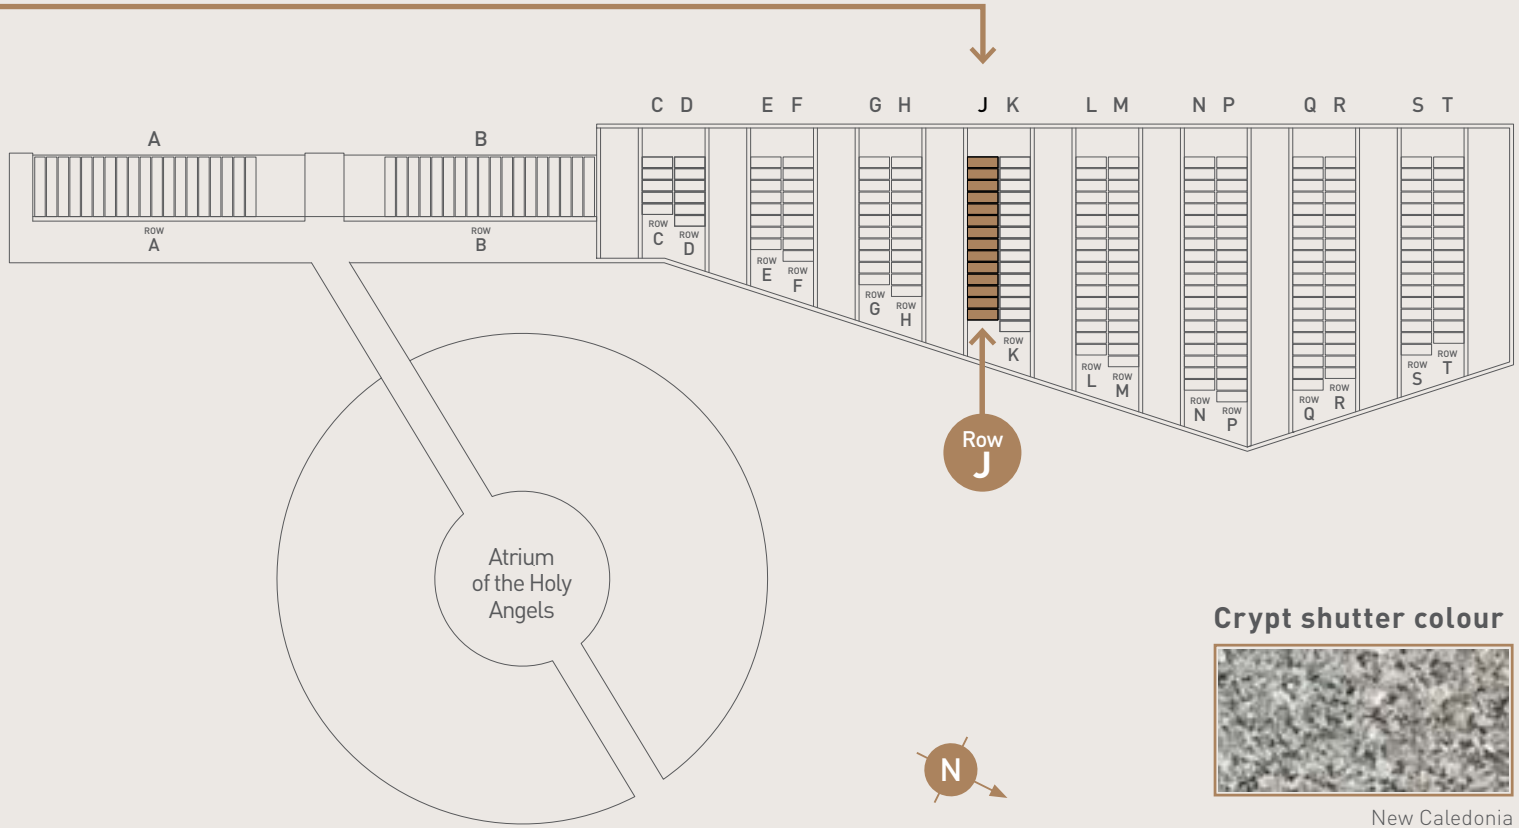 C D E F G H J K L M N P Q R S T
A B
ROW
A
ROW
B
ROW
C
ROW
D
ROW
E
ROW
F
ROW
G
ROW
H
ROW
K
ROW
L
ROW
M
ROW
N
ROW
P
ROW
Q
ROW
R
ROW
S
ROW
T
Row
J
Atrium
of the Holy
Angels
N
Crypt shutter colour
New Caledonia